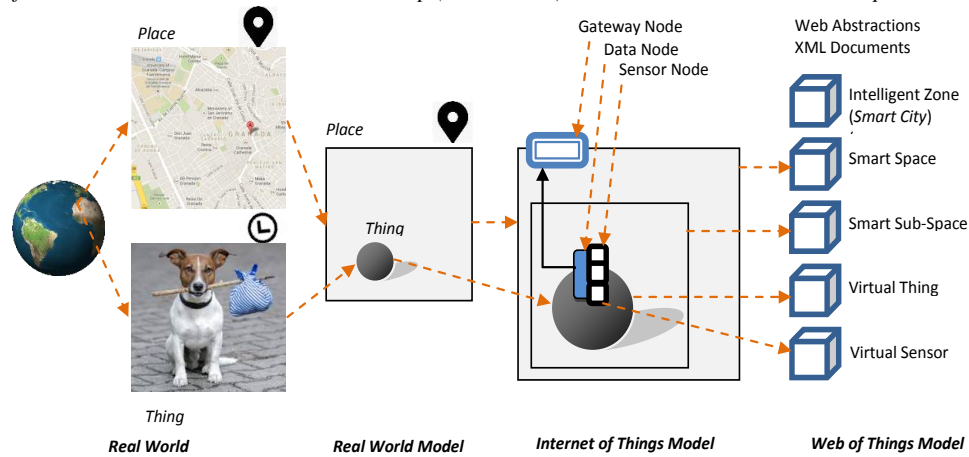 Place
Gateway Node
Data Node
Sensor Node
Web Abstractions
XML Documents
GRANADA
Place
Thing
Intelligent Zone
(Smart City)
Smart Space
Smart Sub-Space
Virtual Thing
Virtual Sensor
Thing
Real World
Real World Model
Internet of Things Model
Web of Things Model